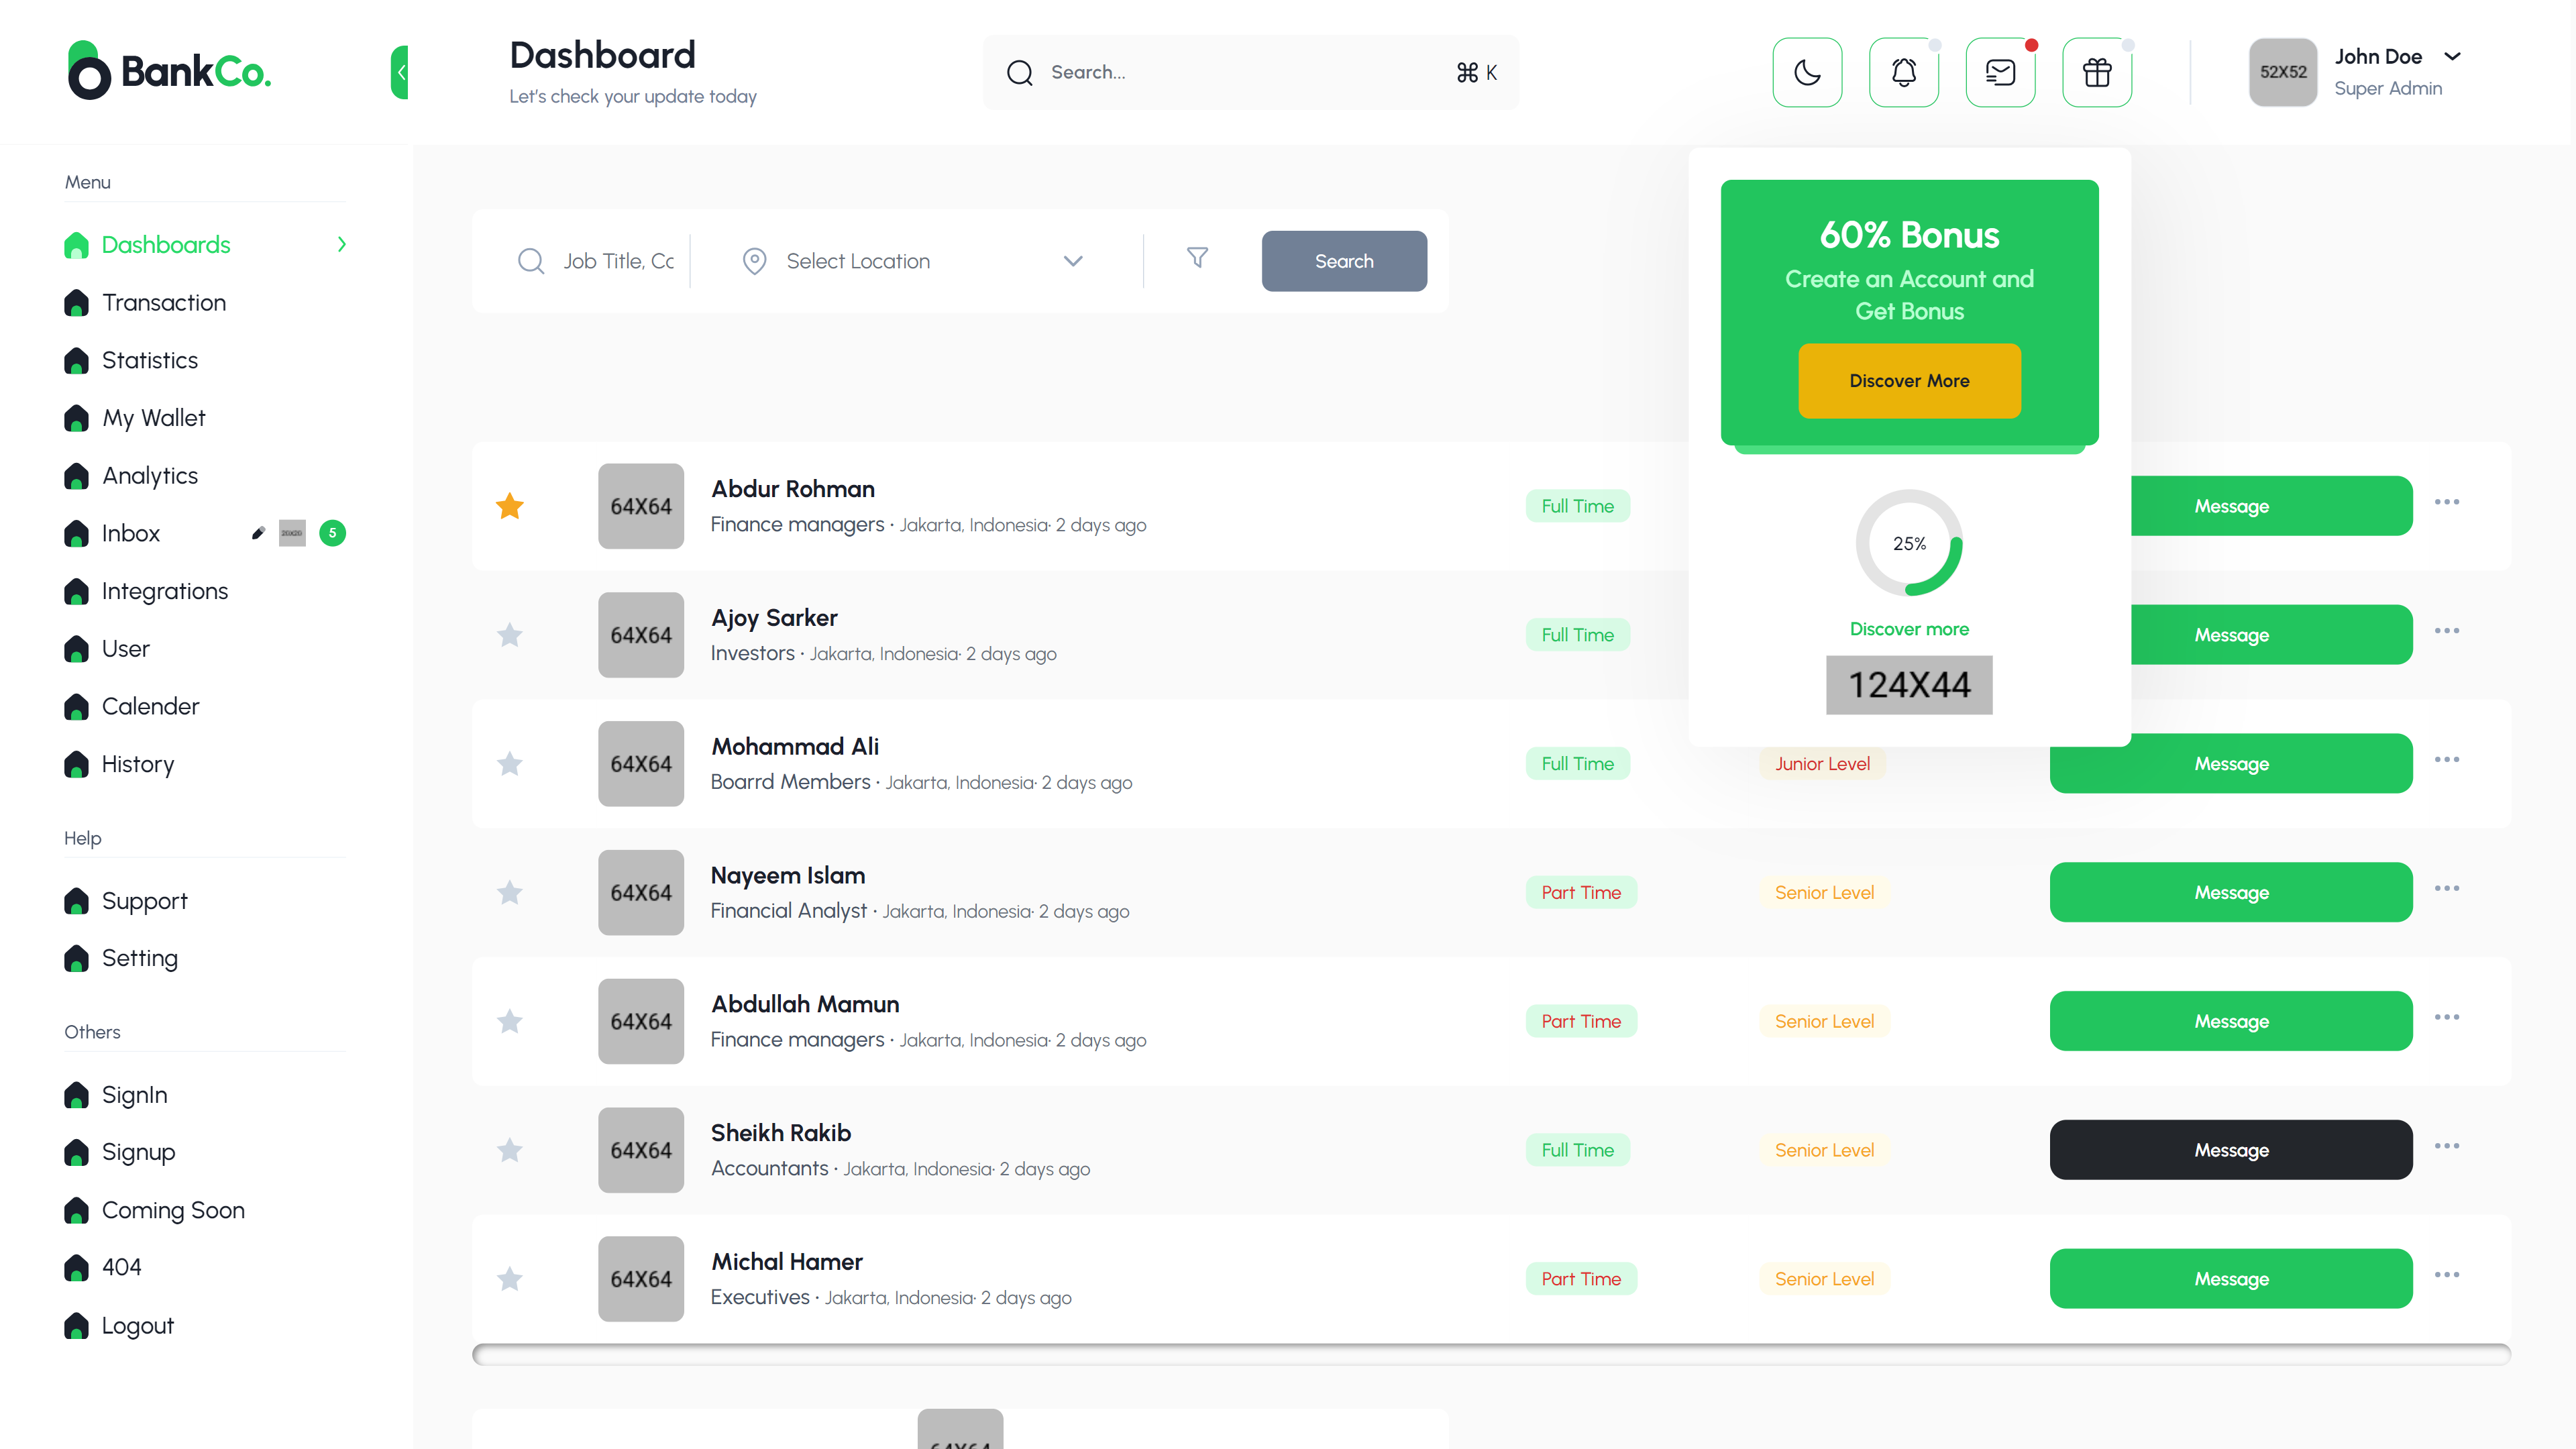 BankCo.
Dashboard
Let's check your update today
Search...
⌘ K
52X52
John Doe
Super Admin
Menu
Dashboards
Transaction
Statistics
My Wallet
Analytics
Inbox
5
Integrations
User
Calender
History
Help
Support
Setting
Others
SignIn
Signup
Coming Soon
404
Logout
Job Title, Co
Select Location
Search
60% Bonus
Create an Account and
Get Bonus
Discover More
25%
Discover more
124X44
64X64
Abdur Rohman
Finance managers · Jakarta, Indonesia· 2 days ago
Full Time
Message
64X64
Ajoy Sarker
Investors · Jakarta, Indonesia· 2 days ago
Full Time
Message
64X64
Mohammad Ali
Boarrd Members · Jakarta, Indonesia· 2 days ago
Full Time
Junior Level
Message
64X64
Nayeem Islam
Financial Analyst · Jakarta, Indonesia· 2 days ago
Part Time
Senior Level
Message
64X64
Abdullah Mamun
Finance managers · Jakarta, Indonesia· 2 days ago
Part Time
Senior Level
Message
64X64
Sheikh Rakib
Accountants · Jakarta, Indonesia· 2 days ago
Full Time
Senior Level
Message
64X64
Michal Hamer
Executives · Jakarta, Indonesia· 2 days ago
Part Time
Senior Level
Message